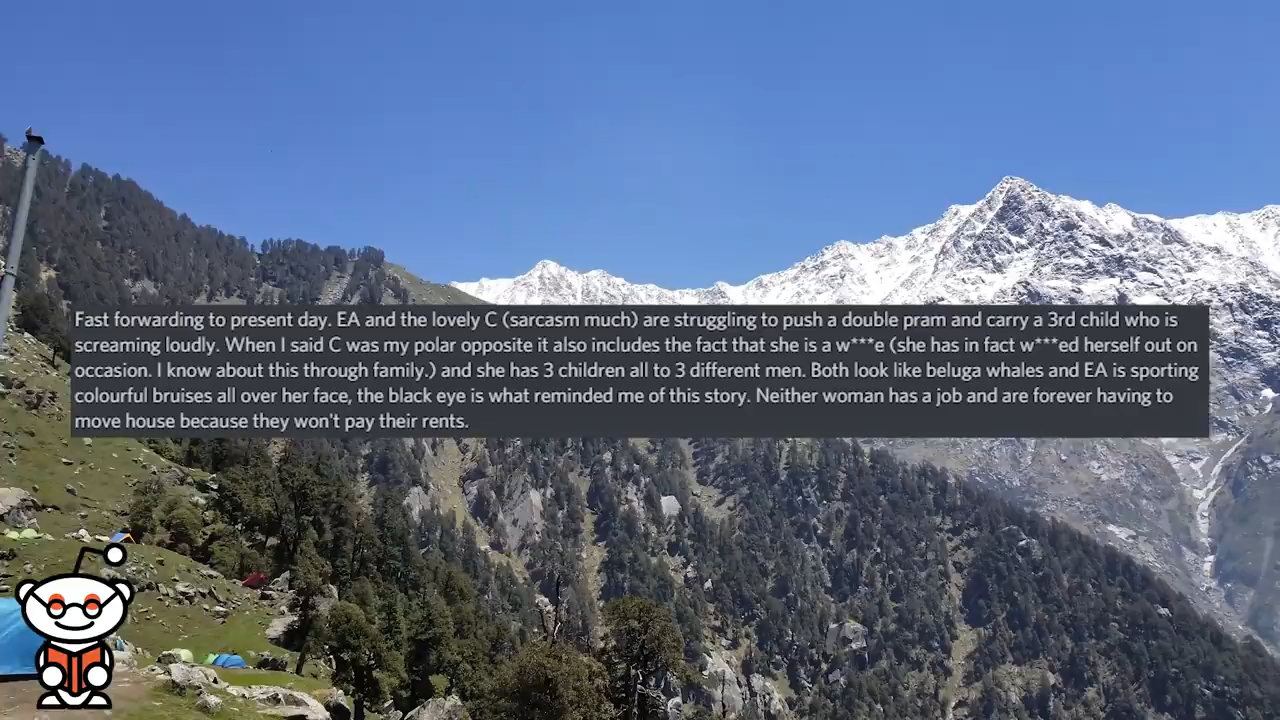 Fast forwarding to present day. EA and the lovely C (sarcasm much) are struggling to push a double pram and carry a 3rd child who is
screaming loudly. When I said C was my polar opposite it also includes the fact that she is a w***e (she has in fact w***ed herself out on
occasion. I know about this through family.) and she has 3 children all to 3 different men. Both look like beluga whales and EA is sporting
colourful bruises all over her face, the black eye is what reminded me of this story. Neither woman has a job and are forever having to
move house because they won't pay their rents.